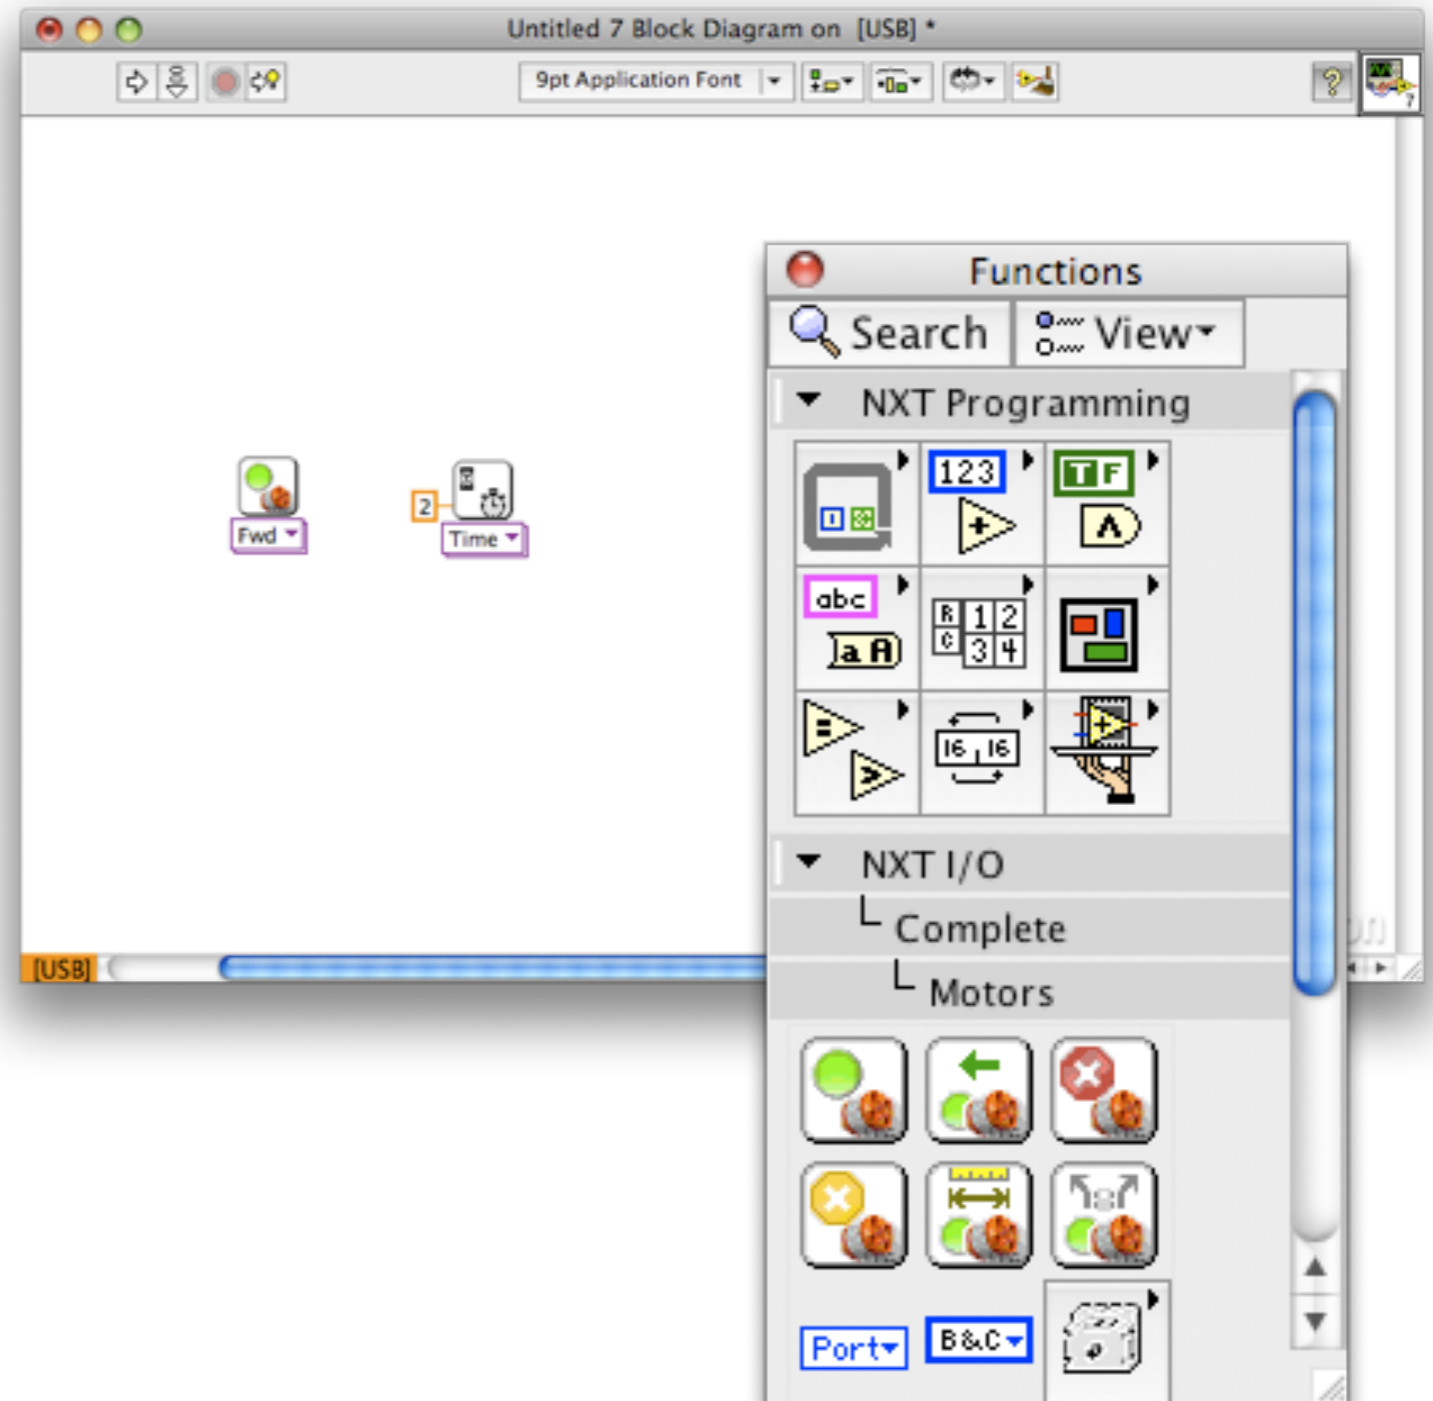 Untitled 7 Block Diagram on [USB] *
9pt Application Font
?
7
Functions
Search
View
NXT Programming
123
T F
+
abc
R 1 2
C 3 4
a A
=
>
16 16
+
Fwd
2
Time
NXT I/O
Complete
Motors
[USB]
Port
B&C